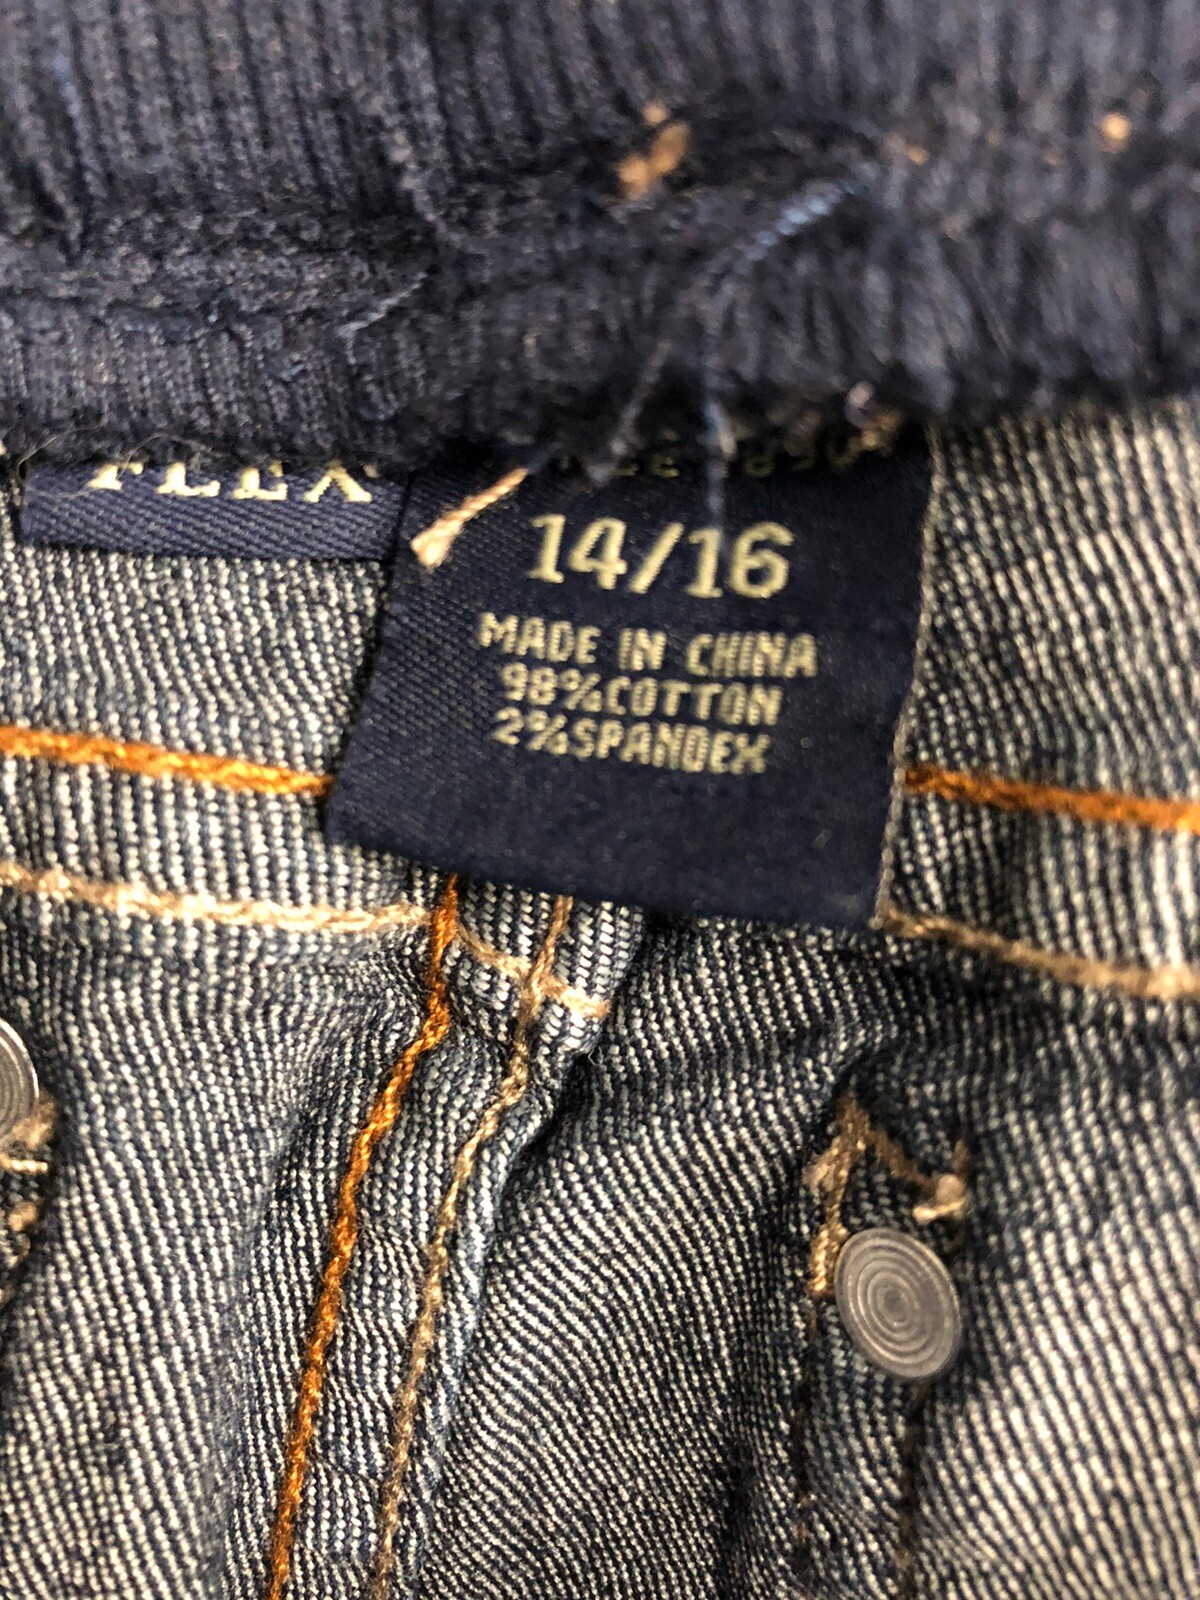 FLEX
14/16
MADE IN CHINA
98%COTTON
2%SPANDEX